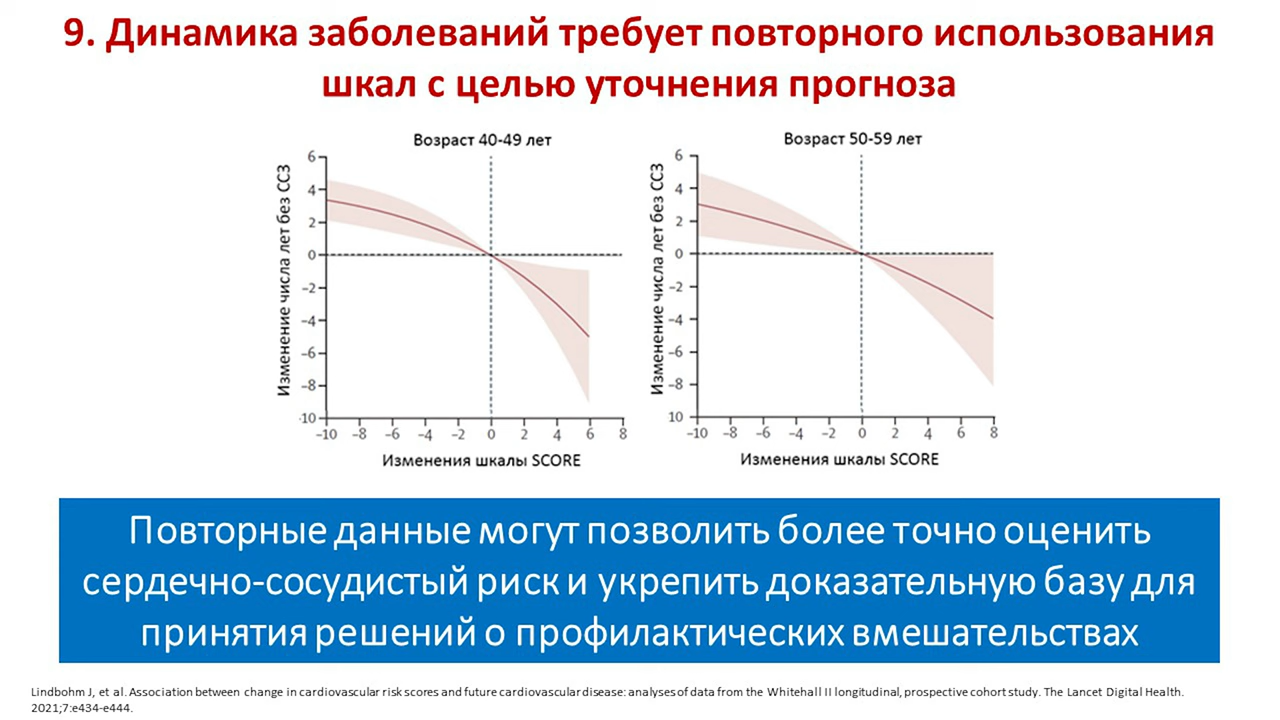 9. Динамика заболеваний требует повторного использования
шкал с целью уточнения прогноза
Возраст 40-49 лет
Изменение числа лет без ССЗ
6
4
2
0
–2
–4
–6
–8
-10
–10 –8 –6 –4 –2 0 2 4 6 8
Изменения шкалы SCORE
Возраст 50-59 лет
Изменение числа лет без ССЗ
6
4
2
0
–2
–4
–6
–8
10
–10 –8 –6 –4 –2 0 2 4 6 8
Изменения шкалы SCORE
Повторные данные могут позволить более точно оценить
сердечно-сосудистый риск и укрепить доказательную базу для
принятия решений о профилактических вмешательствах
Lindbohm J, et al. Association between change in cardiovascular risk scores and future cardiovascular disease: analyses of data from the Whitehall II longitudinal, prospective cohort study. The Lancet Digital Health.
2021;7:e434-e444.